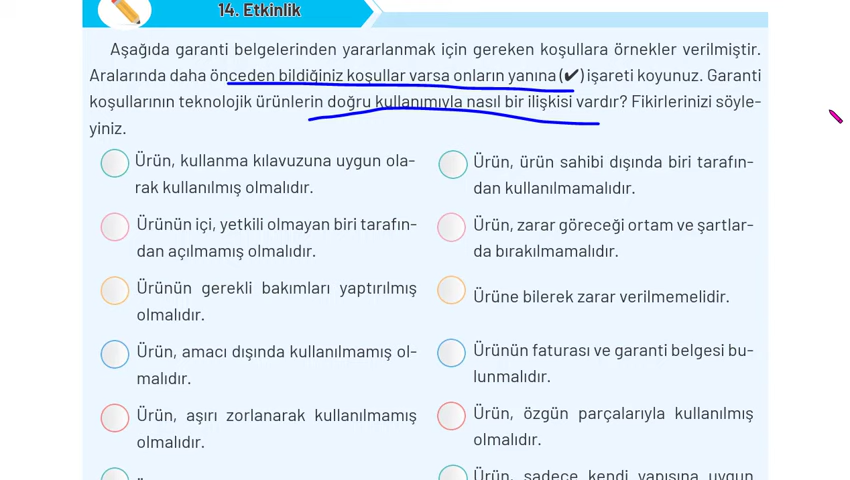 14. Etkinlik
Aşağıda garanti belgelerinden yararlanmak için gereken koşullara örnekler verilmiştir.
Aralarında daha önceden bildiğiniz koşullar varsa onların yanına (✔) işareti koyunuz. Garanti
koşullarının teknolojik ürünlerin doğru kullanımıyla nasıl bir ilişkisi vardır? Fikirlerinizi söyle-
yiniz.
Ürün, kullanma kılavuzuna uygun ola-
rak kullanılmış olmalıdır.
Ürünün içi, yetkili olmayan biri tarafın-
dan açılmamış olmalıdır.
Ürünün gerekli bakımları yaptırılmış
olmalıdır.
Ürün, amacı dışında kullanılmamış ol-
malıdır.
Ürün, aşırı zorlanarak kullanılmamış
olmalıdır.
Ürün, ürün sahibi dışında biri tarafın-
dan kullanılmamalıdır.
Ürün, zarar göreceği ortam ve şartlar-
da bırakılmamalıdır.
Ürüne bilerek zarar verilmemelidir.
Ürünün faturası ve garanti belgesi bu-
lunmalıdır.
Ürün, özgün parçalarıyla kullanılmış
olmalıdır.
Ürün, sadece kendi yapısına uygun